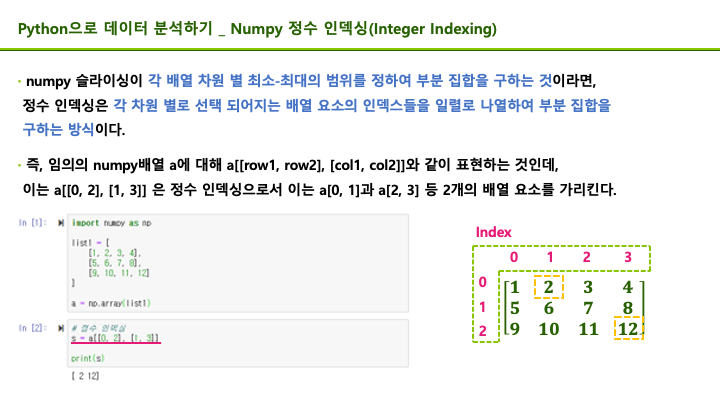 Python으로 데이터 분석하기 _ Numpy 정수 인덱싱(Integer Indexing)
· numpy 슬라이싱이 각 배열 차원 별 최소-최대의 범위를 정하여 부분 집합을 구하는 것이라면,
정수 인덱싱은 각 차원 별로 선택 되어지는 배열 요소의 인덱스들을 일렬로 나열하여 부분 집합을
구하는 방식이다.
· 즉, 임의의 numpy배열 a에 대해 a[[row1, row2], [col1, col2]]와 같이 표현하는 것인데,
이는 a[[0, 2], [1, 3]] 은 정수 인덱싱으로서 이는 a[0, 1]과 a[2, 3] 등 2개의 배열 요소를 가리킨다.
In [1]: import numpy as np
list1 = [
[1, 2, 3, 4],
[5, 6, 7, 8],
[9, 10, 11, 12]
]
a = np.array(list1)
In [2]: # 정수 인덱싱
s = a[[0, 2], [1, 3]]
print(s)
[ 2 12]
Index
0 1 2 3
0 1 2 3 4
1 5 6 7 8
2 9 10 11 12